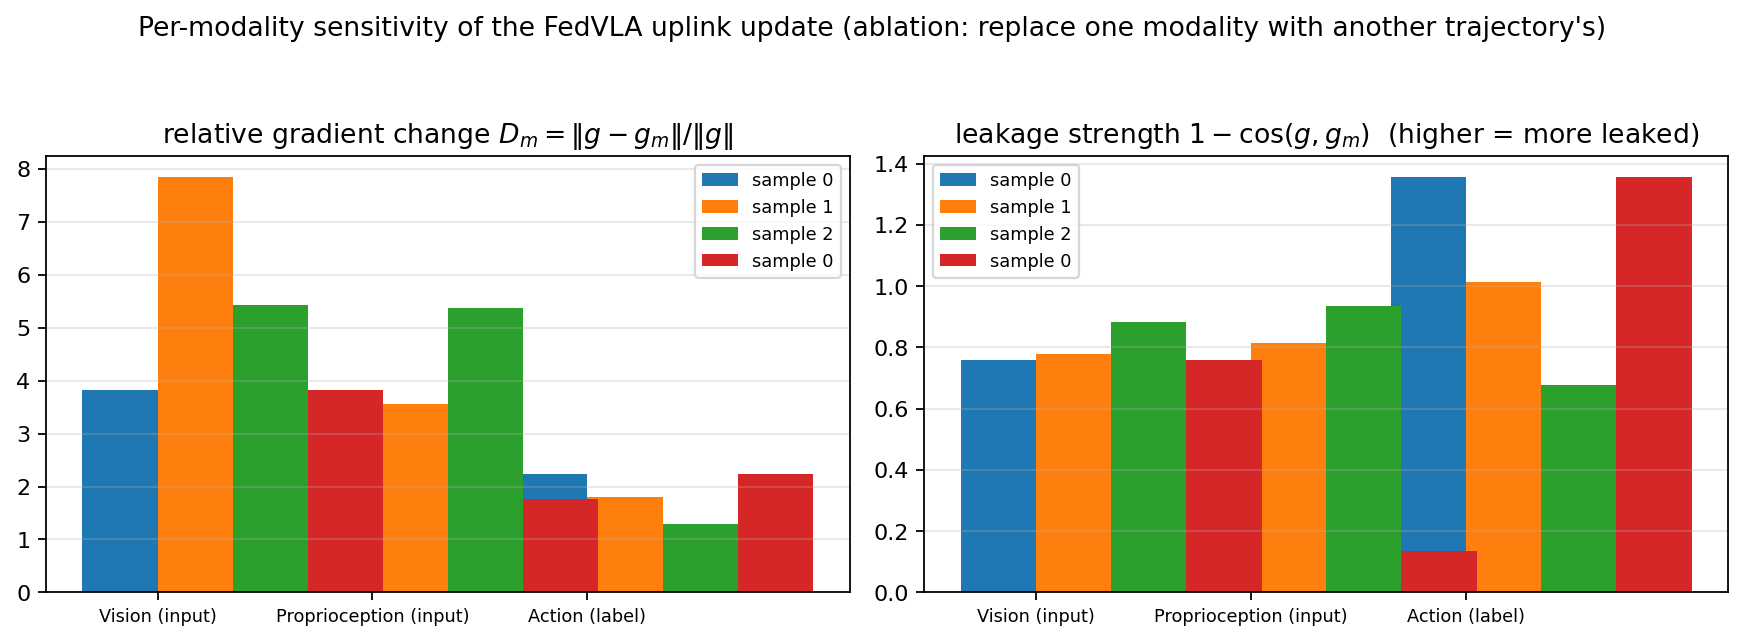 Per-modality sensitivity of the FedVLA uplink update (ablation: replace one modality with another trajectory's)
relative gradient change $D_m = \|g - g_m\|/\|g\|$
8
7
6
5
4
3
2
1
0
sample 0
sample 1
sample 2
sample 0
Vision (input) Proprioception (input) Action (label)
leakage strength $1 - \cos(g, g_m)$ (higher = more leaked)
1.4
1.2
1.0
0.8
0.6
0.4
0.2
0.0
sample 0
sample 1
sample 2
sample 0
Vision (input) Proprioception (input) Action (label)